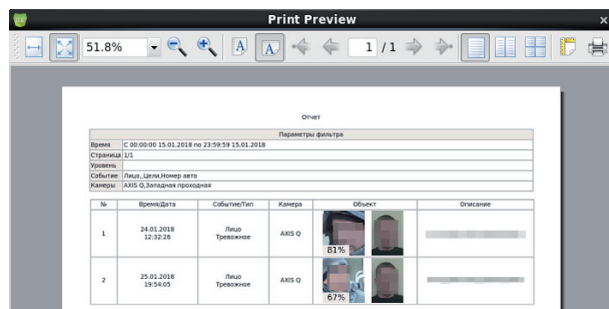 Print Preview
51.8%
1 / 1
Отчет
Параметры фильтра
Время С 00:00:00 15.01.2018 по 23:59:59 15.01.2018
Страница 1/1
Уровень
Событие Лицо,,Цели,Номер авто
Камеры AXIS Q,Западная проходная
№ Время/Дата Событие/Тип Камера Объект Описание
1 24.01.2018 12:32:26 Лицо Тревожное AXIS Q 81%
2 25.01.2018 19:54:05 Лицо Тревожное AXIS Q 67%